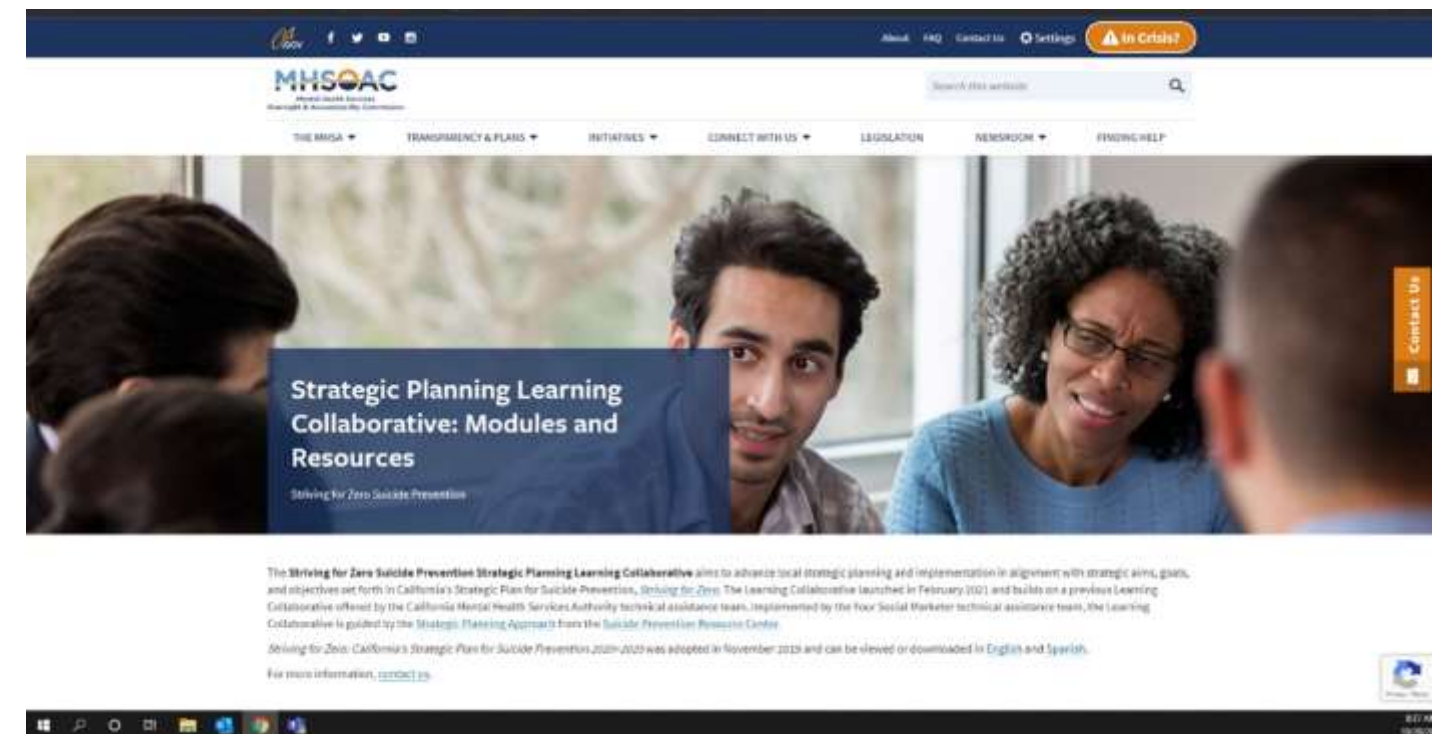 CA GOV
About FAQ Contact Us Settings In Crisis?
MHSOAC
Mental Health Services
Oversight & Accountability Commission
Search this website
THE MHSA TRANSPARENCY & PLANS INITIATIVES CONNECT WITH US LEGISLATION NEWSROOM FINDING HELP
Contact Us
Strategic Planning Learning
Collaborative: Modules and
Resources
Striving for Zero Suicide Prevention
The Striving for Zero Suicide Prevention Strategic Planning Learning Collaborative aims to advance local strategic planning and implementation in alignment with strategic aims, goals,
and objectives set forth in California's Strategic Plan for Suicide Prevention, Striving for Zero. The Learning Collaborative launched in February 2021 and builds on a previous Learning
Collaborative offered by the California Mental Health Services Authority technical assistance team. Implemented by the Your Social Marketer technical assistance team, the Learning
Collaborative is guided by the Strategic Planning Approach from the Suicide Prevention Resource Center.
Striving for Zero: California's Strategic Plan for Suicide Prevention 2020-2025 was adopted in November 2019 and can be viewed or downloaded in English and Spanish.
For more information, contact us.